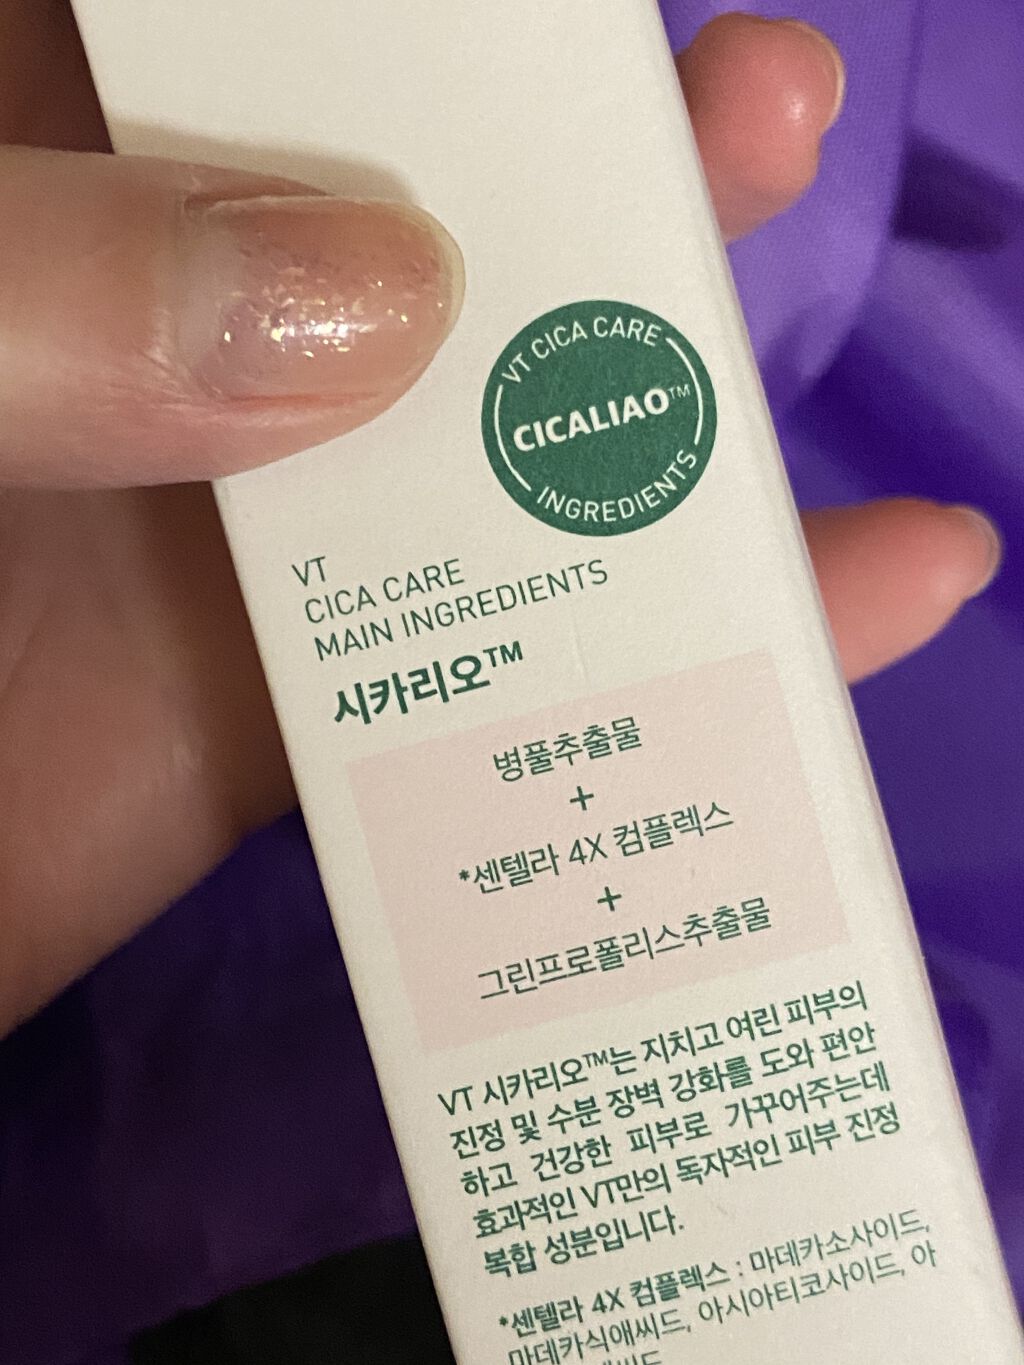 VT CICA CARE
CICALIAO™
INGREDIENTS
VT
CICA CARE
MAIN INGREDIENTS
시카리오™
병풀추출물
+
*센텔라 4X 컴플렉스
+
그린프로폴리스추출물
VT 시카리오™는 지치고 여린 피부의
진정 및 수분 장벽 강화를 도와 편안
하고 건강한 피부로 가꾸어주는데
효과적인 VT만의 독자적인 피부 진정
복합 성분입니다.
*센텔라 4X 컴플렉스 : 마데카소사이드,
마데카식애씨드, 아시아티코사이드, 아